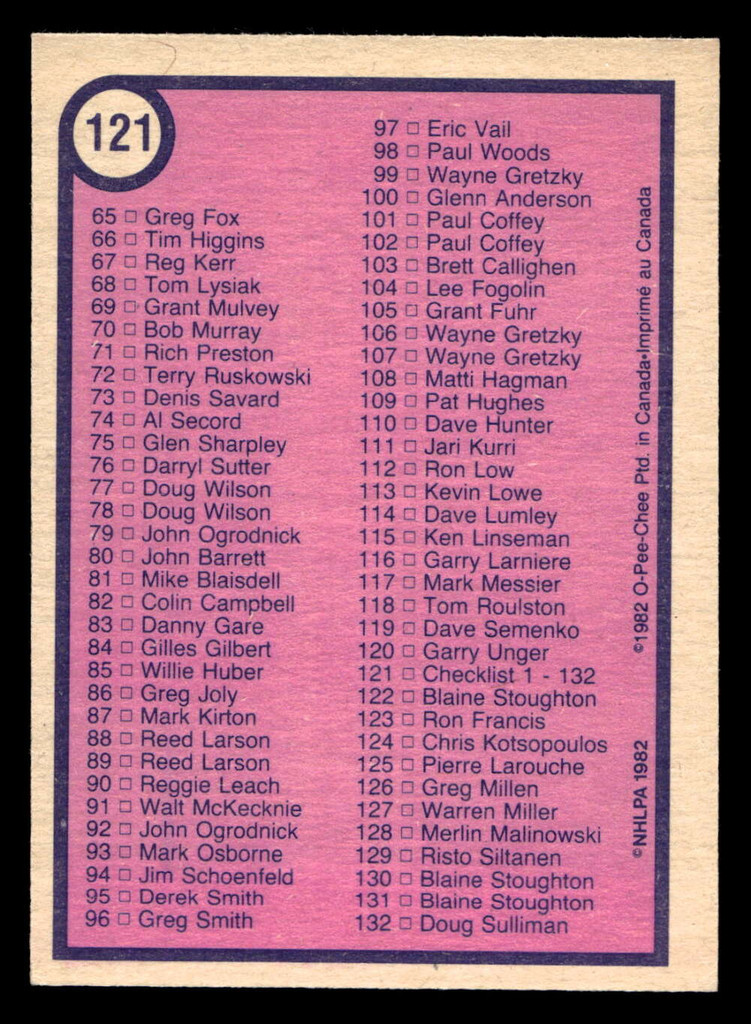 121
65 □ Greg Fox
66 □ Tim Higgins
67 □ Reg Kerr
68 □ Tom Lysiak
69 □ Grant Mulvey
70 □ Bob Murray
71 □ Rich Preston
72 □ Terry Ruskowski
73 □ Denis Savard
74 □ Al Secord
75 □ Glen Sharpley
76 □ Darryl Sutter
77 □ Doug Wilson
78 □ Doug Wilson
79 □ John Ogrodnick
80 □ John Barrett
81 □ Mike Blaisdell
82 □ Colin Campbell
83 □ Danny Gare
84 □ Gilles Gilbert
85 □ Willie Huber
86 □ Greg Joly
87 □ Mark Kirton
88 □ Reed Larson
89 □ Reed Larson
90 □ Reggie Leach
91 □ Walt McKecknie
92 □ John Ogrodnick
93 □ Mark Osborne
94 □ Jim Schoenfeld
95 □ Derek Smith
96 □ Greg Smith
97 □ Eric Vail
98 □ Paul Woods
99 □ Wayne Gretzky
100 □ Glenn Anderson
101 □ Paul Coffey
102 □ Paul Coffey
103 □ Brett Callighen
104 □ Lee Fogolin
105 □ Grant Fuhr
106 □ Wayne Gretzky
107 □ Wayne Gretzky
108 □ Matti Hagman
109 □ Pat Hughes
110 □ Dave Hunter
111 □ Jari Kurri
112 □ Ron Low
113 □ Kevin Lowe
114 □ Dave Lumley
115 □ Ken Linseman
116 □ Garry Larniere
117 □ Mark Messier
118 □ Tom Roulston
119 □ Dave Semenko
120 □ Garry Unger
121 □ Checklist 1 - 132
122 □ Blaine Stoughton
123 □ Ron Francis
124 □ Chris Kotsopoulos
125 □ Pierre Larouche
126 □ Greg Millen
127 □ Warren Miller
128 □ Merlin Malinowski
129 □ Risto Siltanen
130 □ Blaine Stoughton
131 □ Blaine Stoughton
132 □ Doug Sulliman
©NHLPA 1982 ©1982 O-Pee-Chee Ptd. in Canada•Imprimé au Canada